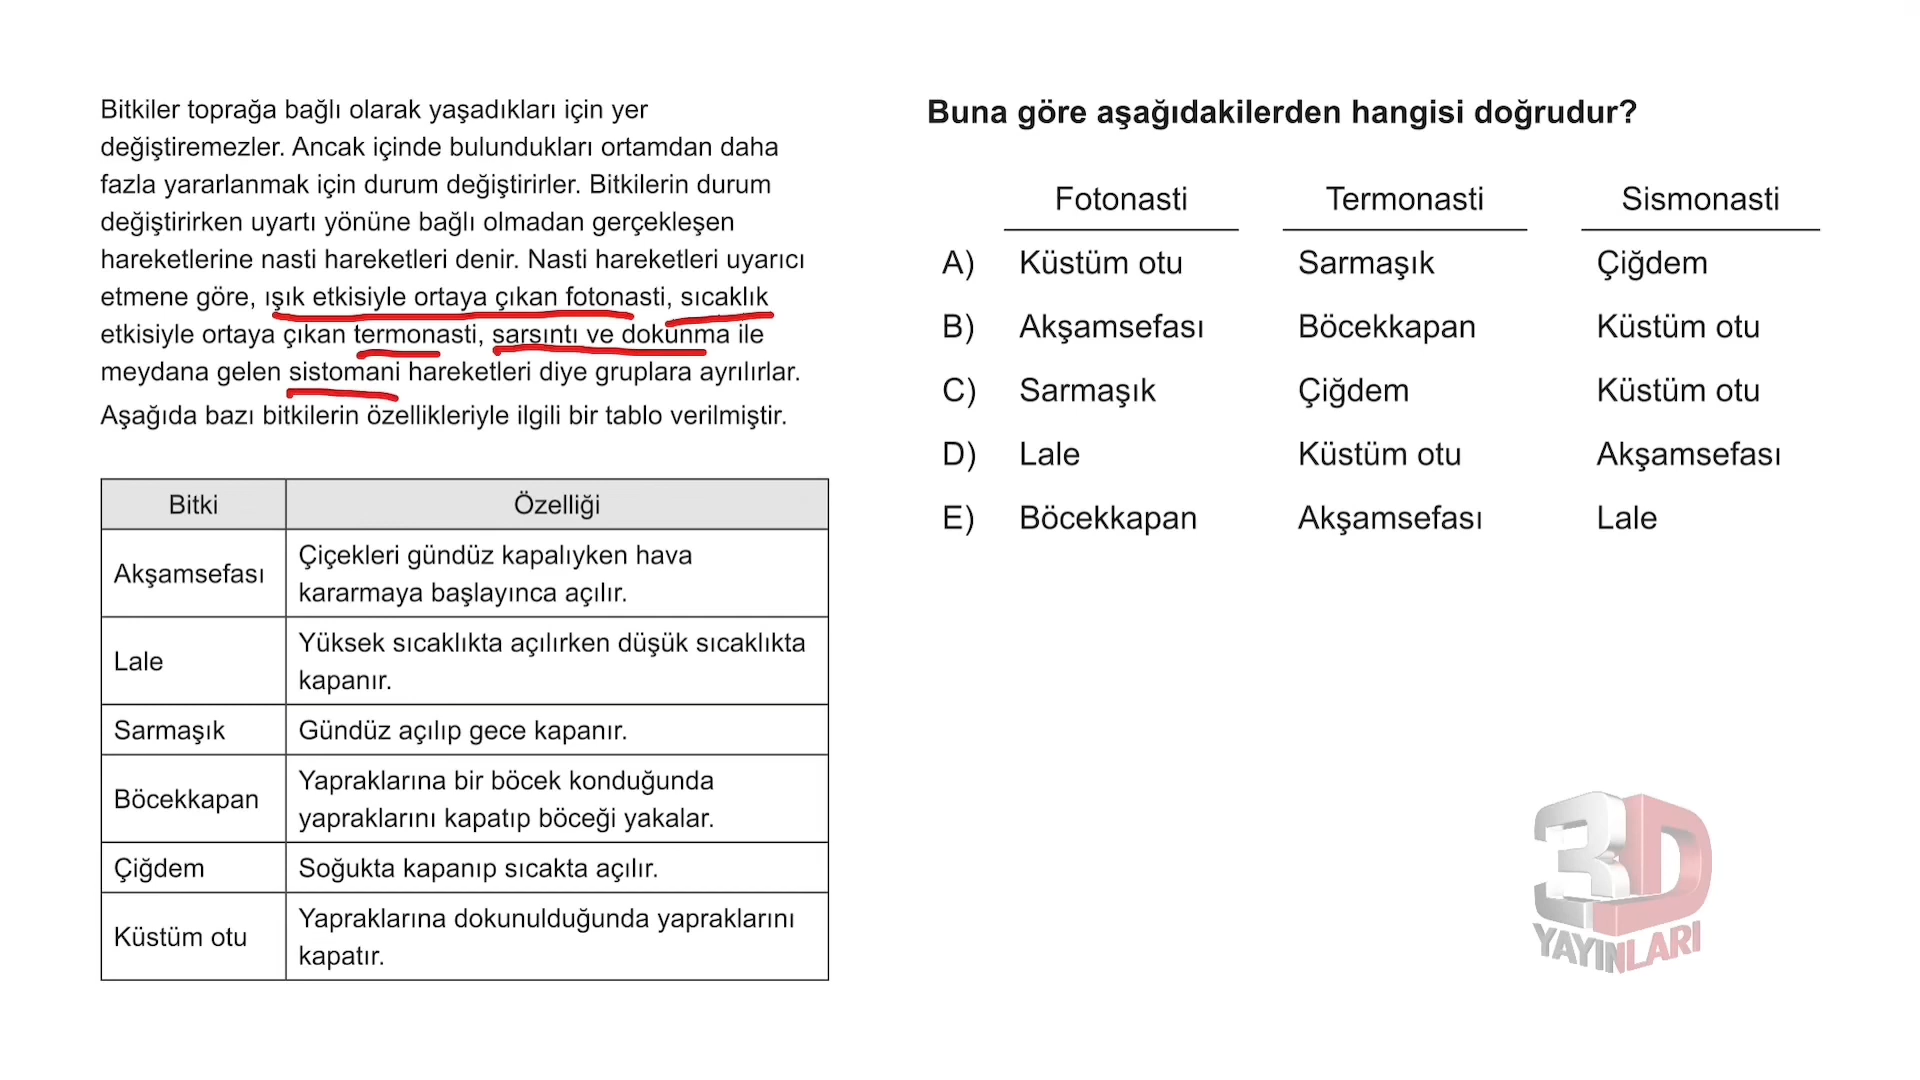 Bitkiler toprağa bağlı olarak yaşadıkları için yer
değiştiremezler. Ancak içinde bulundukları ortamdan daha
fazla yararlanmak için durum değiştirirler. Bitkilerin durum
değiştirirken uyartı yönüne bağlı olmadan gerçekleşen
hareketlerine nasti hareketleri denir. Nasti hareketleri uyarıcı
etmene göre, ışık etkisiyle ortaya çıkan fotonasti, sıcaklık
etkisiyle ortaya çıkan termonasti, sarsıntı ve dokunma ile
meydana gelen sistomani hareketleri diye gruplara ayrılırlar.
Aşağıda bazı bitkilerin özellikleriyle ilgili bir tablo verilmiştir.
Bitki Özelliği
Akşamsefası Çiçekleri gündüz kapalıyken hava
kararmaya başlayınca açılır.
Lale Yüksek sıcaklıkta açılırken düşük sıcaklıkta
kapanır.
Sarmaşık Gündüz açılıp gece kapanır.
Böcekkapan Yapraklarına bir böcek konduğunda
yapraklarını kapatıp böceği yakalar.
Çiğdem Soğukta kapanıp sıcakta açılır.
Küstüm otu Yapraklarına dokunulduğunda yapraklarını
kapatır.
Buna göre aşağıdakilerden hangisi doğrudur?
Fotonasti Termonasti Sismonasti
A) Küstüm otu Sarmaşık Çiğdem
B) Akşamsefası Böcekkapan Küstüm otu
C) Sarmaşık Çiğdem Küstüm otu
D) Lale Küstüm otu Akşamsefası
E) Böcekkapan Akşamsefası Lale
3D
YAYINLARI